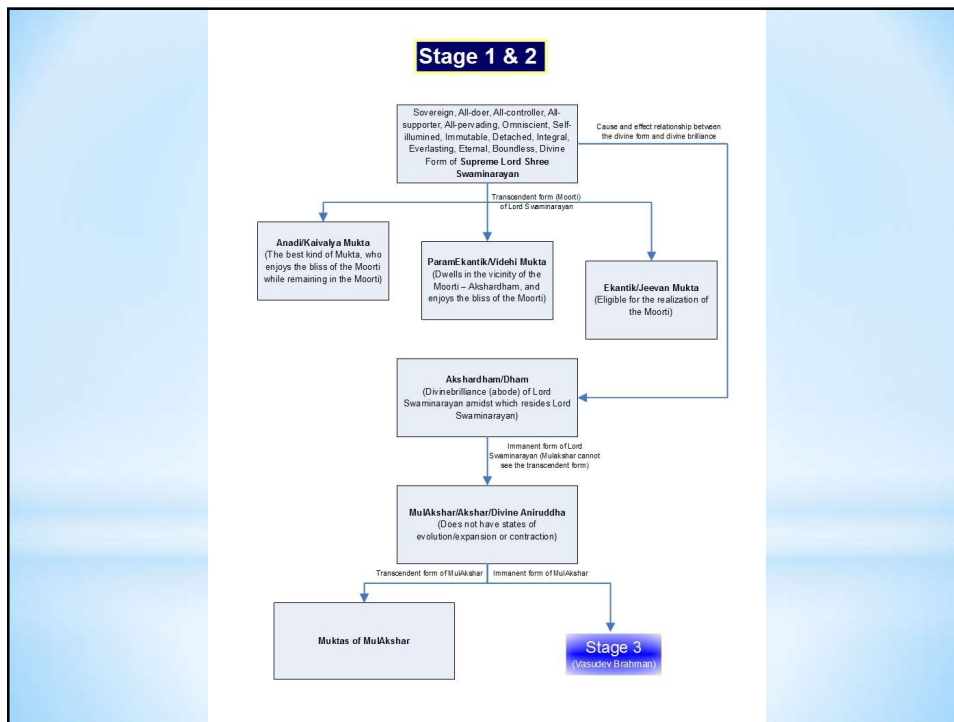 Stage 1 & 2
Sovereign, All-doer, All-controller, All-
supporter, All-pervading, Omniscient, Self-
illumined, Immutable, Detached, Integral,
Everlasting, Eternal, Boundless, Divine
Form of Supreme Lord Shree
Swaminarayan
Cause and effect relationship between
the divine form and divine brilliance
Transcendent form (Moorti)
of Lord Swaminarayan
Anadi/Kaivalya Mukta
(The best kind of Mukta, who
enjoys the bliss of the Moorti
while remaining in the Moorti)
ParamEkantik/Videhi Mukta
(Dwells in the vicinity of the
Moorti – Akshardham, and
enjoys the bliss of the Moorti)
Ekantik/Jeevan Mukta
(Eligible for the realization of
the Moorti)
Akshardham/Dham
(Divinebrilliance (abode) of Lord
Swaminarayan amidst which resides Lord
Swaminarayan)
Immanent form of Lord
Swaminarayan (Mulakshar cannot
see the transcendent form)
MulAkshar/Akshar/Divine Aniruddha
(Does not have states of
evolution/expansion or contraction)
Transcendent form of MulAkshar
Immanent form of MulAkshar
Muktas of MulAkshar
Stage 3
(Vasudev Brahman)